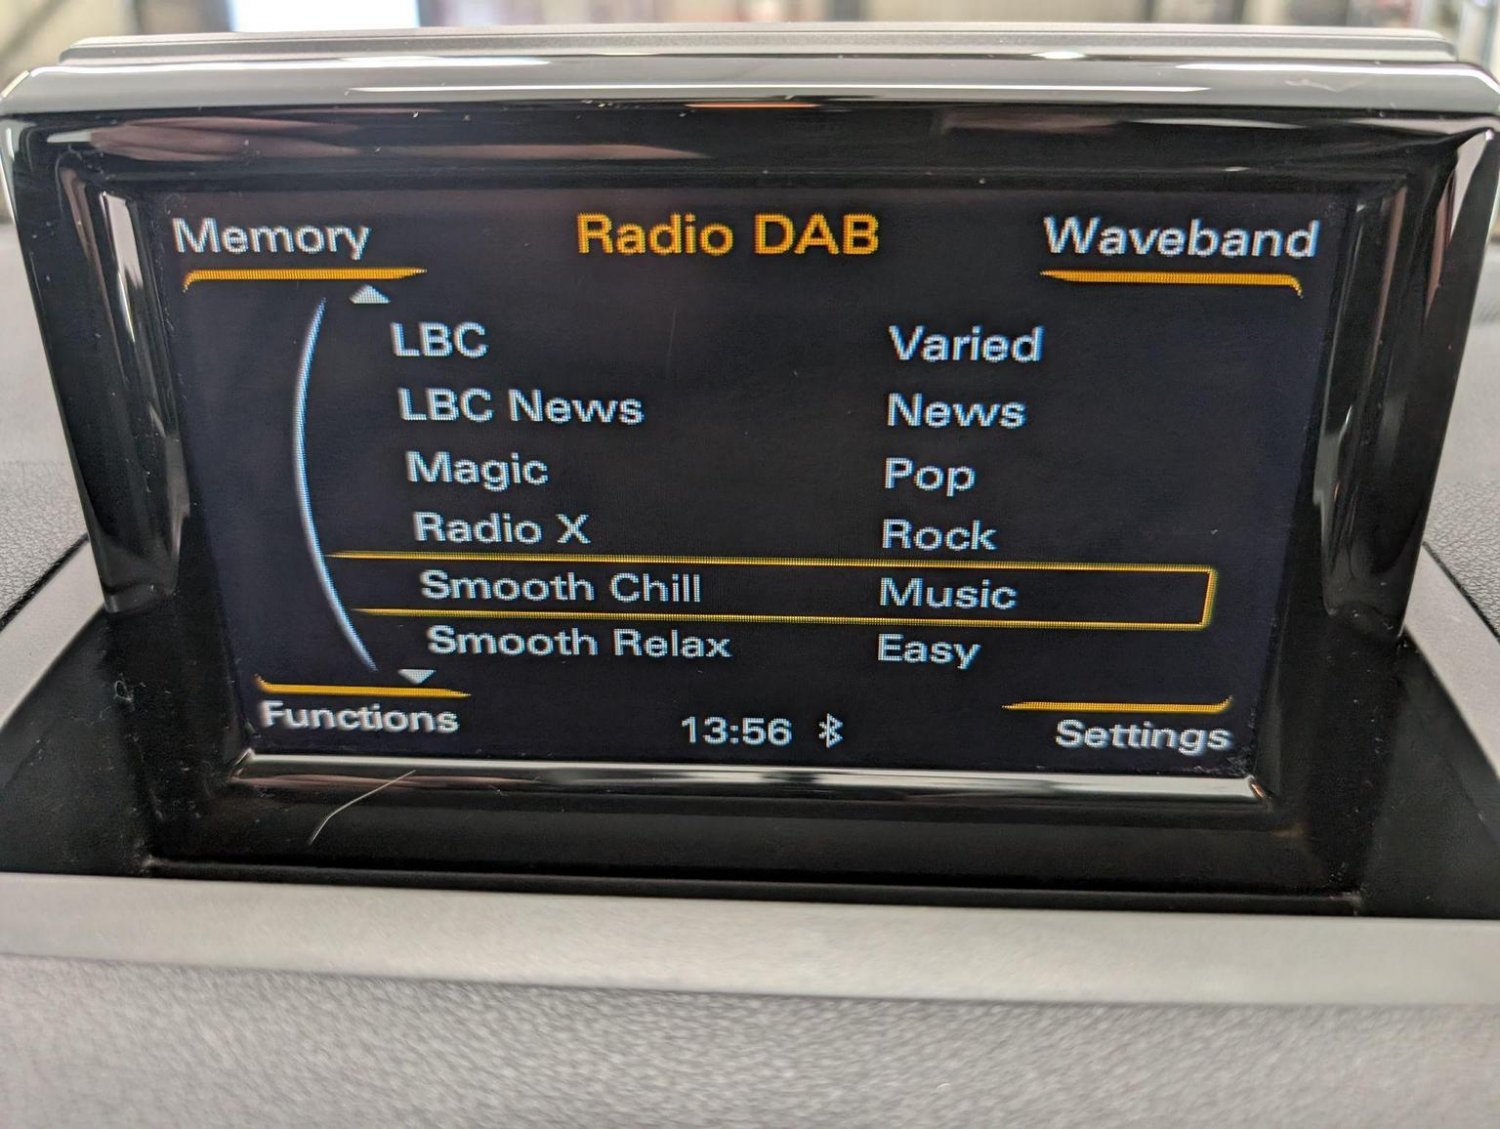 Memory Radio DAB Waveband
LBC Varied
LBC News News
Magic Pop
Radio X Rock
Smooth Chill Music
Smooth Relax Easy
Functions 13:56 Settings